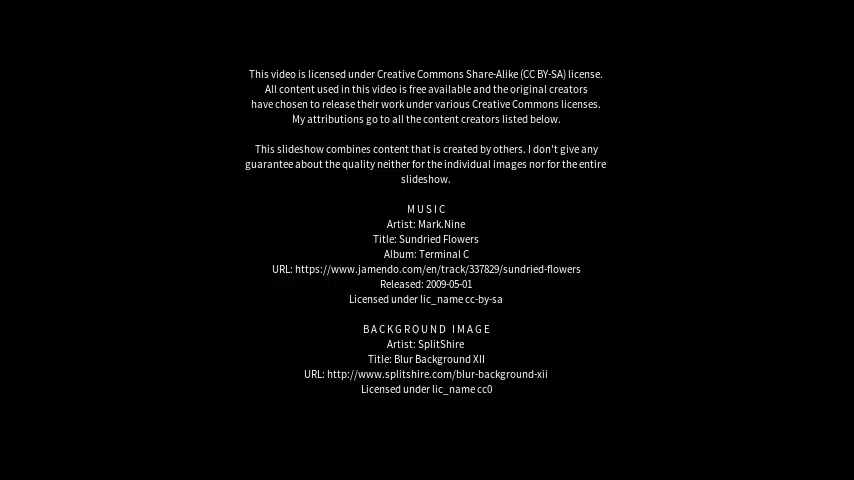 This video is licensed under Creative Commons Share-Alike (CC BY-SA) license.
All content used in this video is free available and the original creators
have chosen to release their work under various Creative Commons licenses.
My attributions go to all the content creators listed below.
This slideshow combines content that is created by others. I don't give any
guarantee about the quality neither for the individual images nor for the entire
slideshow.
MUSIC
Artist: Mark.Nine
Title: Sundried Flowers
Album: Terminal C
URL: https://www.jamendo.com/en/track/337829/sundried-flowers
Released: 2009-05-01
Licensed under lic_name cc-by-sa
BACKGROUND IMAGE
Artist: SplitShire
Title: Blur Background XII
URL: http://www.splitshire.com/blur-background-xii
Licensed under lic_name cc0